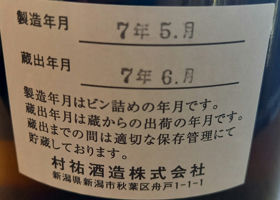 製造年月 7年5.月
蔵出年月 7年6.月
製造年月はビン詰めの年月です。
蔵出年月は蔵からの出荷の年月です。
蔵出までの間は適切な保存管理にて
貯蔵しております。
村祐酒造株式会社
新潟県新潟市秋葉区舟戸1-1-1